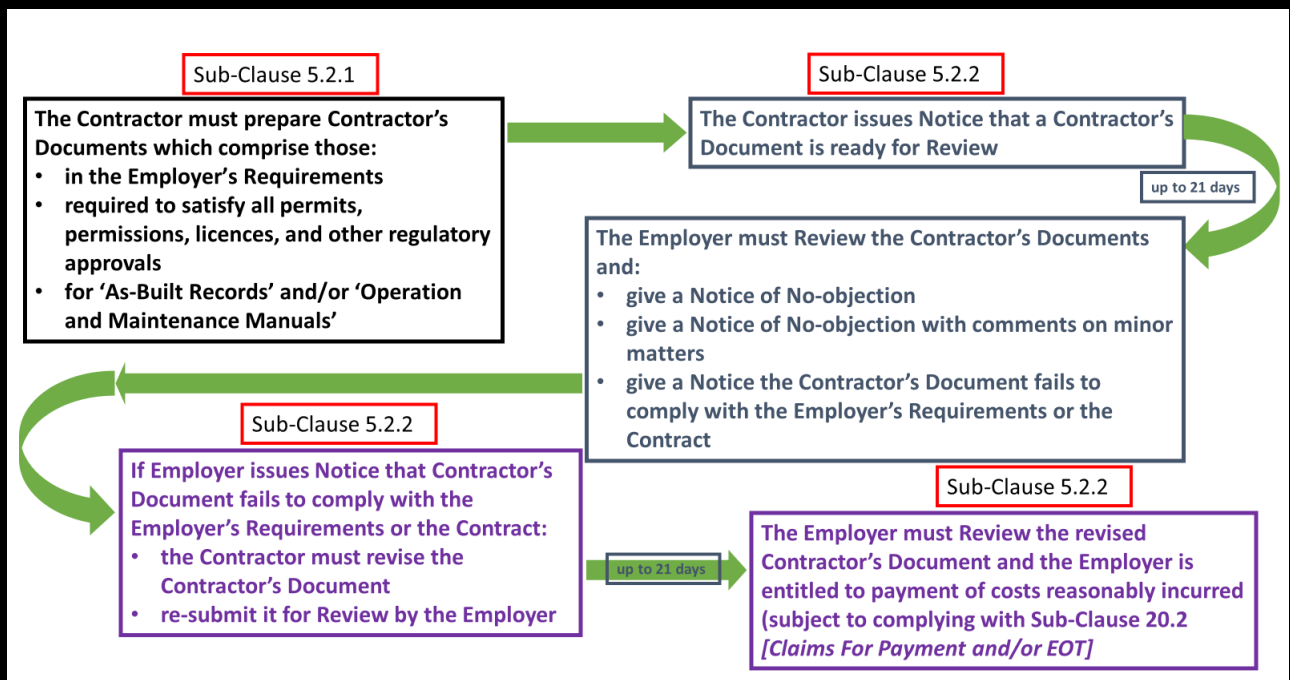 Sub-Clause 5.2.1
The Contractor must prepare Contractor’s
Documents which comprise those:
• in the Employer’s Requirements
• required to satisfy all permits,
permissions, licences, and other regulatory
approvals
• for ‘As-Built Records’ and/or ‘Operation
and Maintenance Manuals’
Sub-Clause 5.2.2
The Contractor issues Notice that a Contractor’s
Document is ready for Review
up to 21 days
The Employer must Review the Contractor’s Documents
and:
• give a Notice of No-objection
• give a Notice of No-objection with comments on minor
matters
• give a Notice the Contractor’s Document fails to
comply with the Employer’s Requirements or the
Contract
Sub-Clause 5.2.2
If Employer issues Notice that Contractor’s
Document fails to comply with the
Employer’s Requirements or the Contract:
• the Contractor must revise the
Contractor’s Document
• re-submit it for Review by the Employer
up to 21 days
Sub-Clause 5.2.2
The Employer must Review the revised
Contractor’s Document and the Employer is
entitled to payment of costs reasonably incurred
(subject to complying with Sub-Clause 20.2
[Claims For Payment and/or EOT]